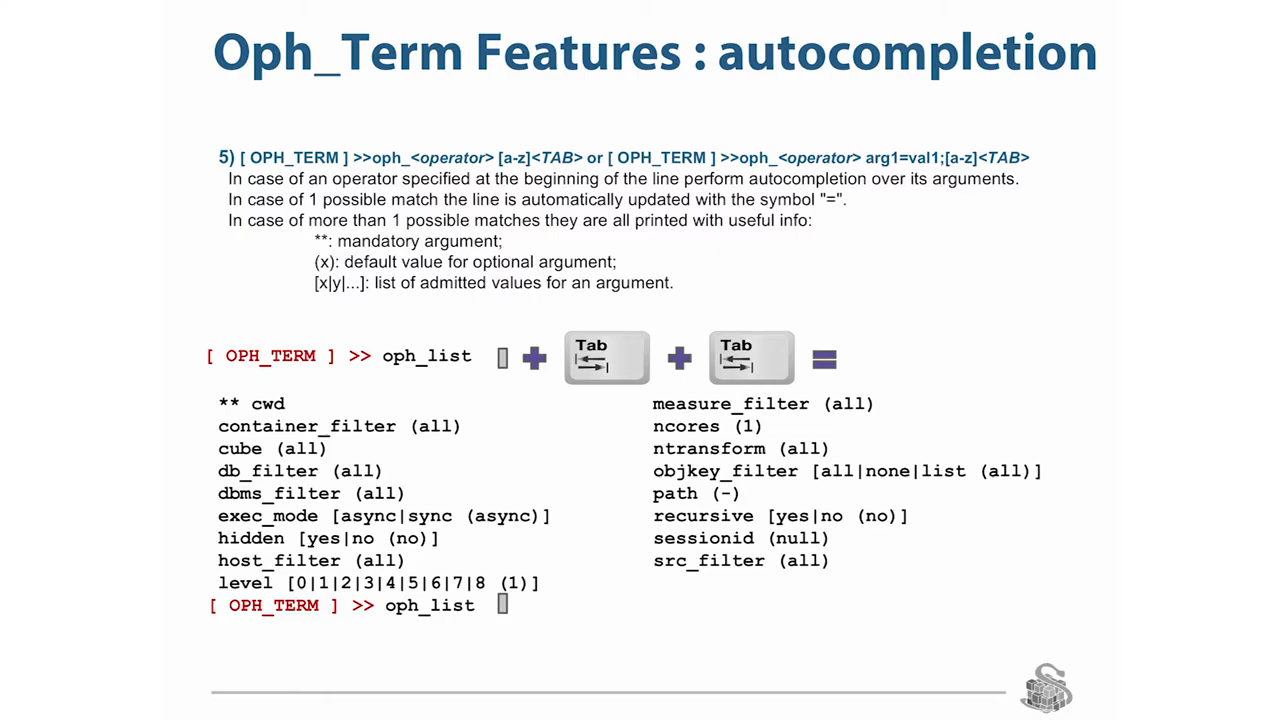 Oph_Term Features : autocompletion
5) [ OPH_TERM ] >>oph_<operator> [a-z]<TAB> or [ OPH_TERM ] >>oph_<operator> arg1=val1;[a-z]<TAB>
In case of an operator specified at the beginning of the line perform autocompletion over its arguments.
In case of 1 possible match the line is automatically updated with the symbol "=".
In case of more than 1 possible matches they are all printed with useful info:
**: mandatory argument;
(x): default value for optional argument;
[x|y|...]: list of admitted values for an argument.
[ OPH_TERM ] >> oph_list + Tab + Tab =
** cwd
container_filter (all)
cube (all)
db_filter (all)
dbms_filter (all)
exec_mode [async|sync (async)]
hidden [yes|no (no)]
host_filter (all)
level [0|1|2|3|4|5|6|7|8 (1)]
measure_filter (all)
ncores (1)
ntransform (all)
objkey_filter [all|none|list (all)]
path (-)
recursive [yes|no (no)]
sessionid (null)
src_filter (all)
[ OPH_TERM ] >> oph_list